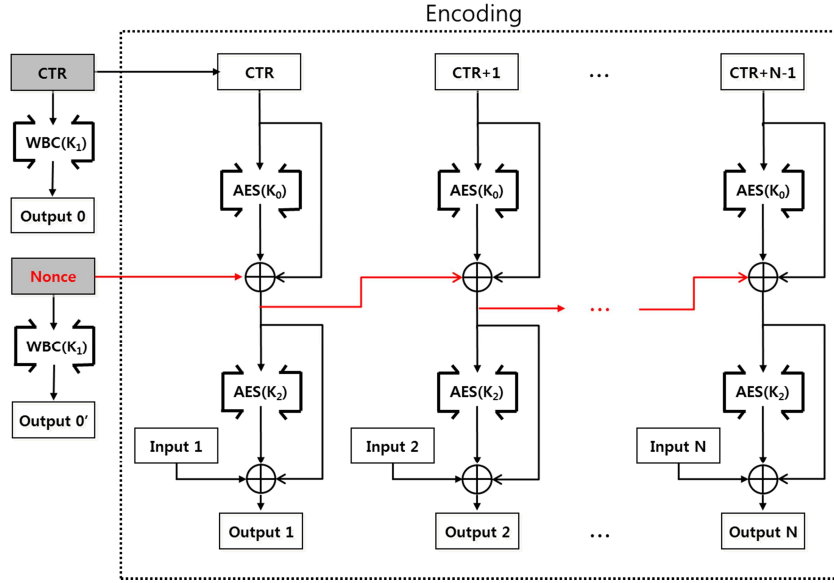 Encoding
CTR
CTR
CTR+1
...
CTR+N-1
WBC(K₁)
AES(K₀)
AES(K₀)
AES(K₀)
Output 0
Nonce
...
WBC(K₁)
AES(K₂)
AES(K₂)
AES(K₂)
Output 0′
Input 1
Input 2
Input N
Output 1
Output 2
...
Output N